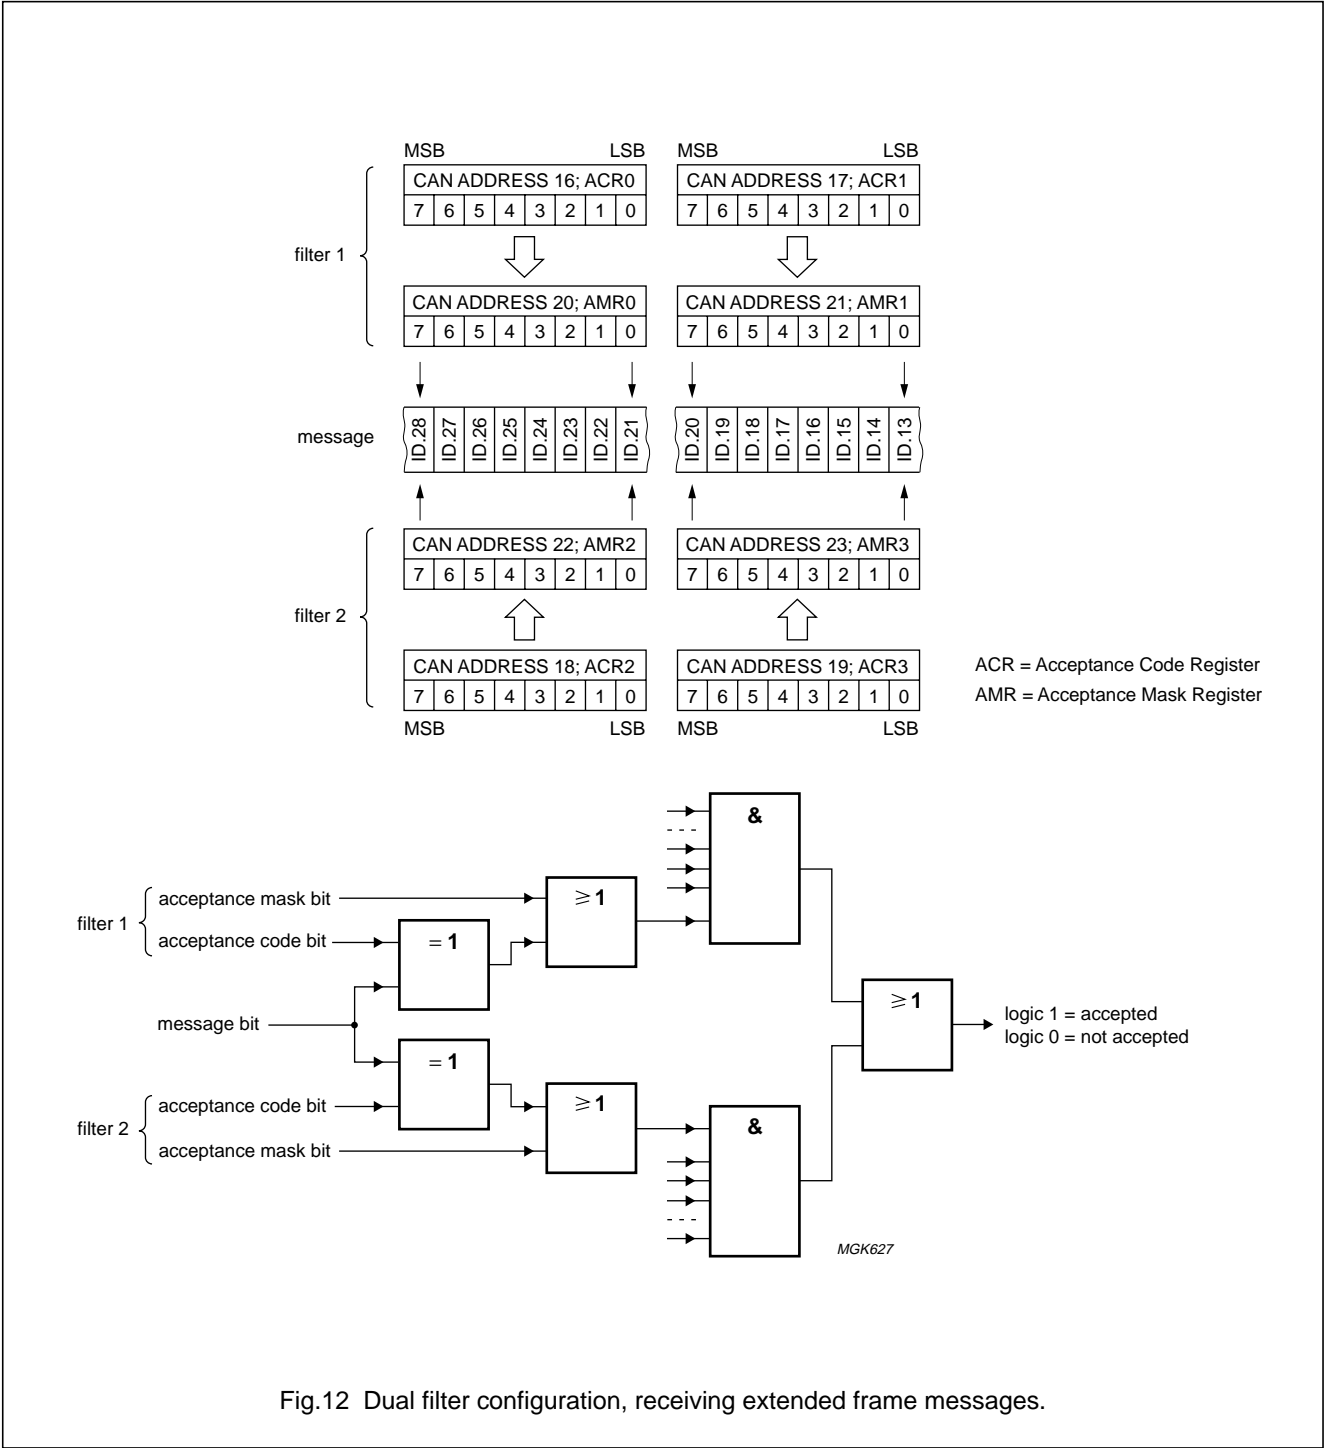 MSB LSB MSB LSB
CAN ADDRESS 16; ACR0 CAN ADDRESS 17; ACR1
7 6 5 4 3 2 1 0 7 6 5 4 3 2 1 0
filter 1
CAN ADDRESS 20; AMR0 CAN ADDRESS 21; AMR1
7 6 5 4 3 2 1 0 7 6 5 4 3 2 1 0
message
ID.28 ID.27 ID.26 ID.25 ID.24 ID.23 ID.22 ID.21 ID.20 ID.19 ID.18 ID.17 ID.16 ID.15 ID.14 ID.13
CAN ADDRESS 22; AMR2 CAN ADDRESS 23; AMR3
7 6 5 4 3 2 1 0 7 6 5 4 3 2 1 0
filter 2
CAN ADDRESS 18; ACR2 CAN ADDRESS 19; ACR3
7 6 5 4 3 2 1 0 7 6 5 4 3 2 1 0
MSB LSB MSB LSB
ACR = Acceptance Code Register
AMR = Acceptance Mask Register
&
filter 1
acceptance mask bit
≥ 1
acceptance code bit
= 1
message bit
≥ 1
logic 1 = accepted
logic 0 = not accepted
= 1
filter 2
acceptance code bit
≥ 1
&
acceptance mask bit
MGK627
Fig.12 Dual filter configuration, receiving extended frame messages.